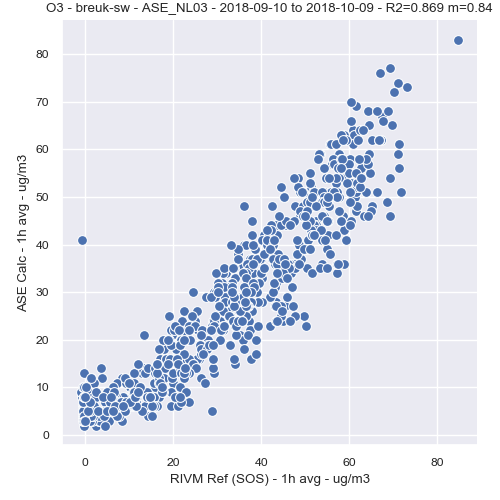 O3 - breuk-sw - ASE_NL03 - 2018-09-10 to 2018-10-09 - R2=0.869 m=0.84
80
70
60
50
40
30
20
10
0
ASE Calc - 1h avg - ug/m3
0 20 40 60 80
RIVM Ref (SOS) - 1h avg - ug/m3